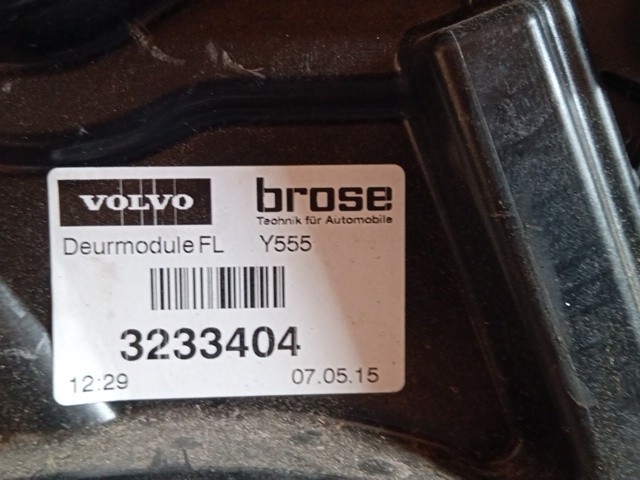 VOLVO brose
Technik für Automobile
Deurmodule FL Y555
3233404
12:29 07.05.15